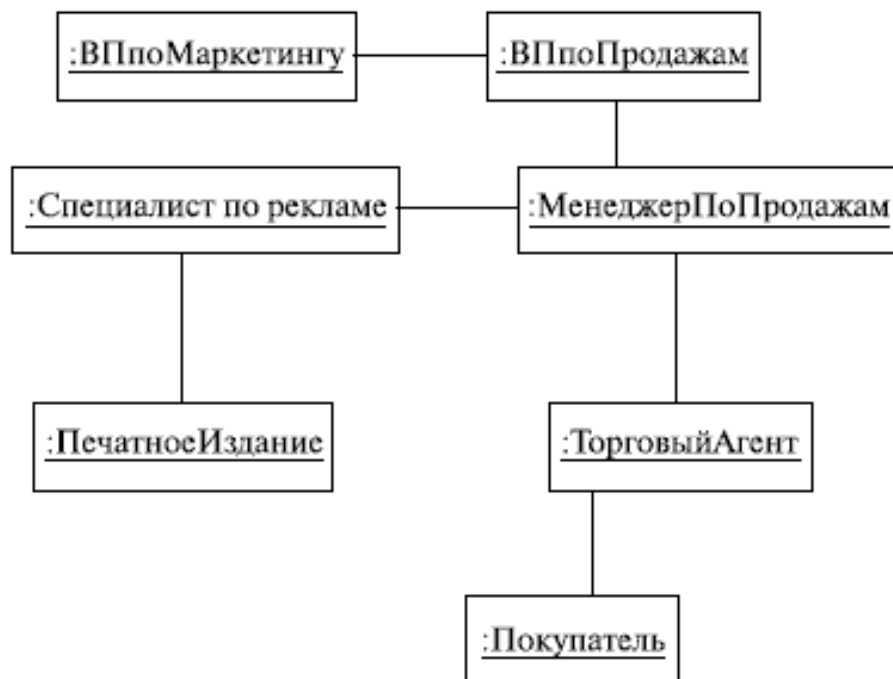 :ВПпоМаркетингу
:ВПпоПродажам
:Специалист по рекламе
:МенеджерПоПродажам
:ПечатноеИздание
:ТорговыйАгент
:Покупатель